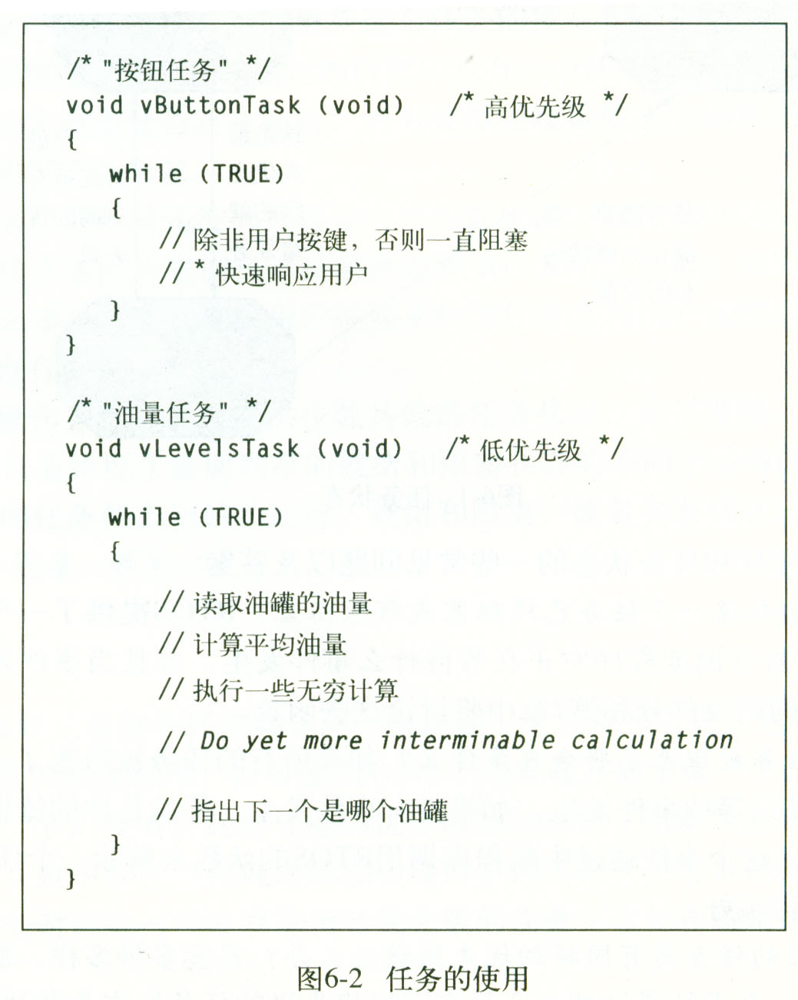 /* "按钮任务" */
void vButtonTask (void) /* 高优先级 */
{
while (TRUE)
{
// 除非用户按键，否则一直阻塞
// * 快速响应用户
}
}
/* "油量任务" */
void vLevelsTask (void) /* 低优先级 */
{
while (TRUE)
{
// 读取油罐的油量
// 计算平均油量
// 执行一些无穷计算
// Do yet more interminable calculation
// 指出下一个是哪个油罐
}
}
图6-2 任务的使用